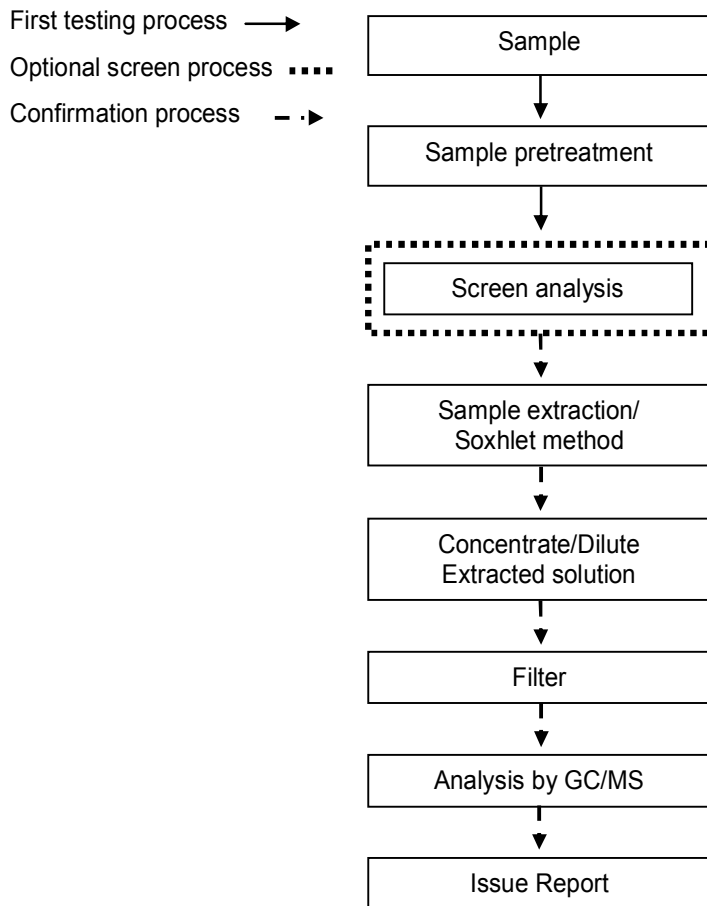 First testing process
Optional screen process
Confirmation process
Sample
Sample pretreatment
Screen analysis
Sample extraction/
Soxhlet method
Concentrate/Dilute
Extracted solution
Filter
Analysis by GC/MS
Issue Report